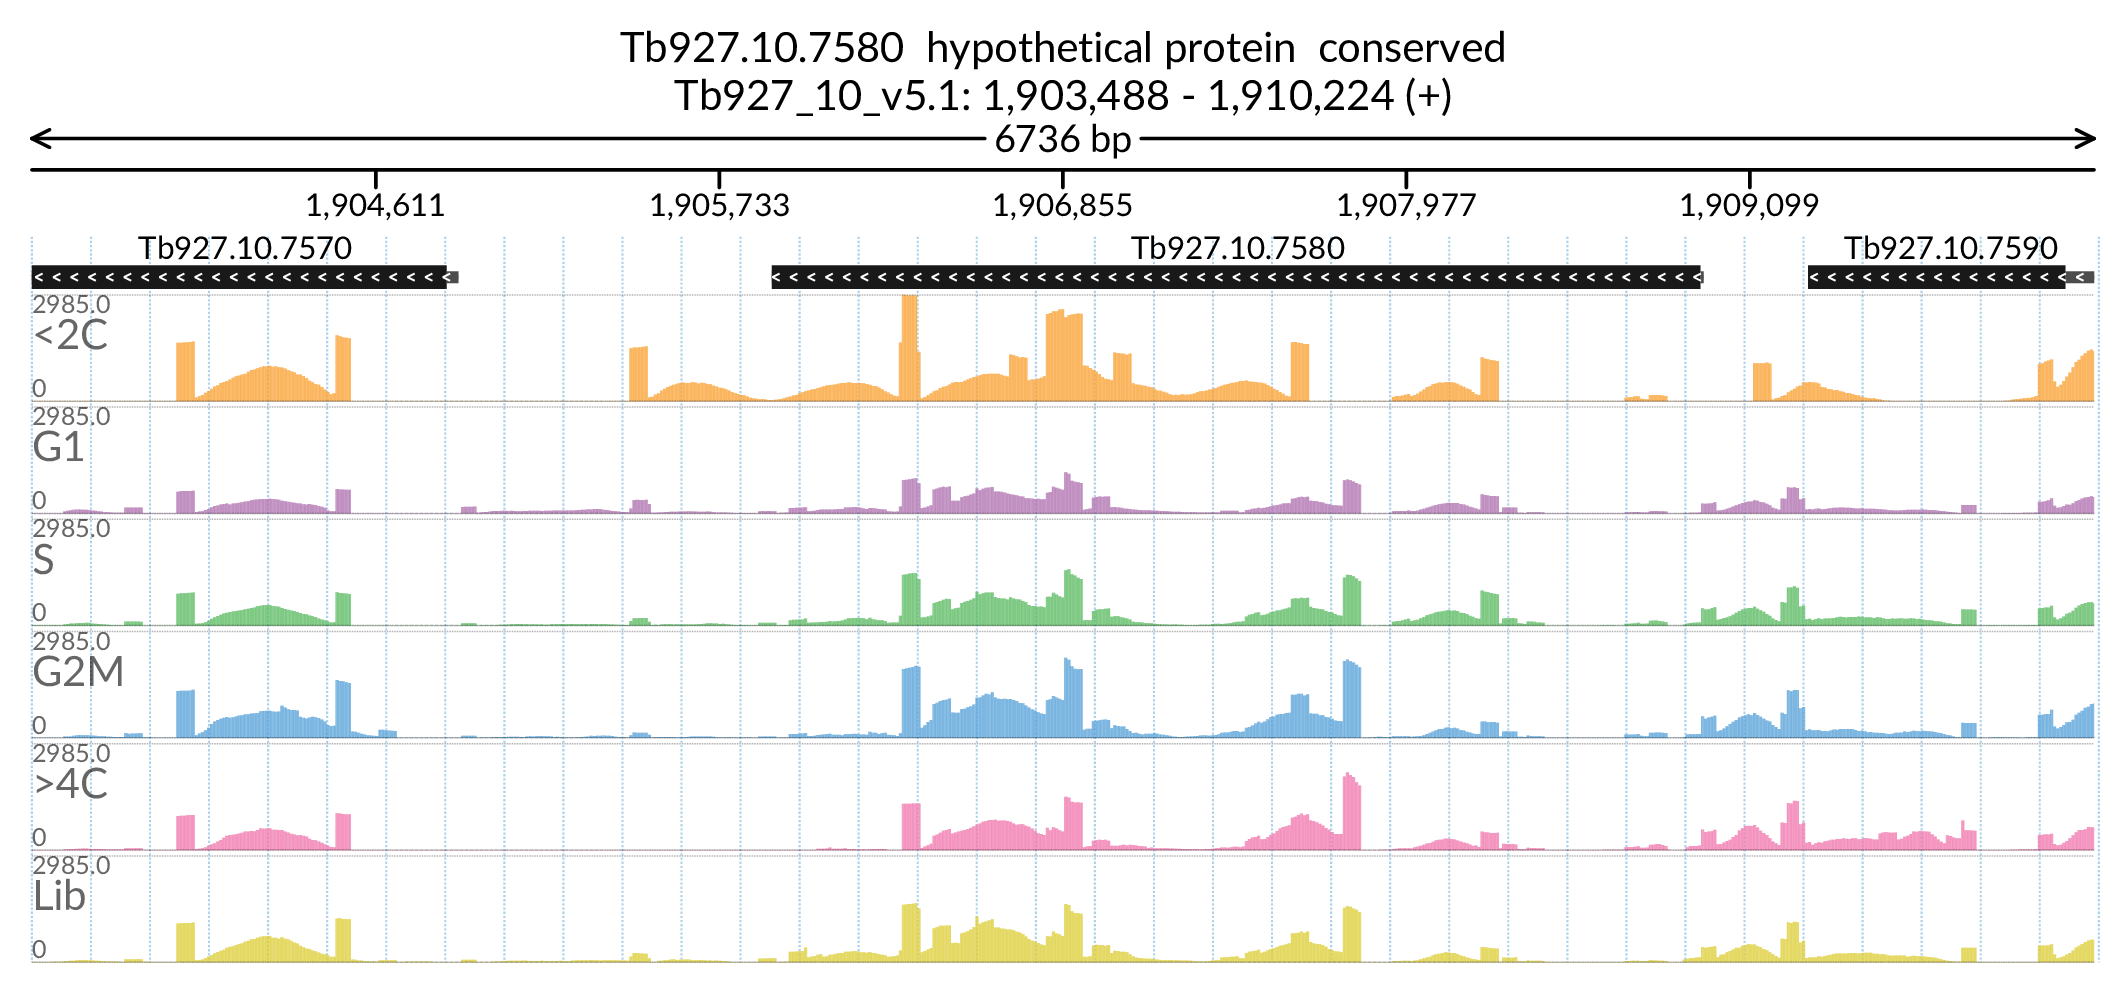 Tb927.10.7580  hypothetical protein  conserved
Tb927_10_v5.1: 1,903,488 - 1,910,224 (+)
6736 bp
1,904,611 1,905,733 1,906,855 1,907,977 1,909,099
Tb927.10.7570 Tb927.10.7580 Tb927.10.7590
2985.0
<2C
0
2985.0
G1
0
2985.0
S
0
2985.0
G2M
0
2985.0
>4C
0
2985.0
Lib
0